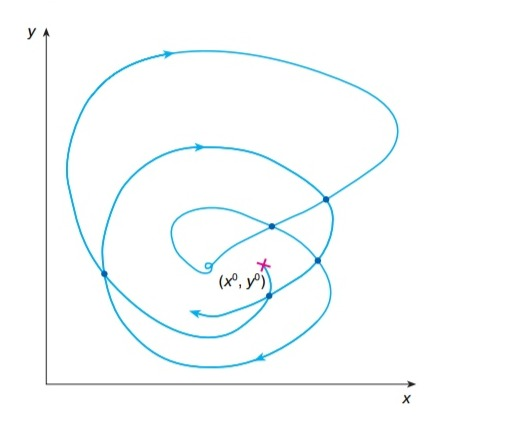 y
(x⁰, y⁰)
x